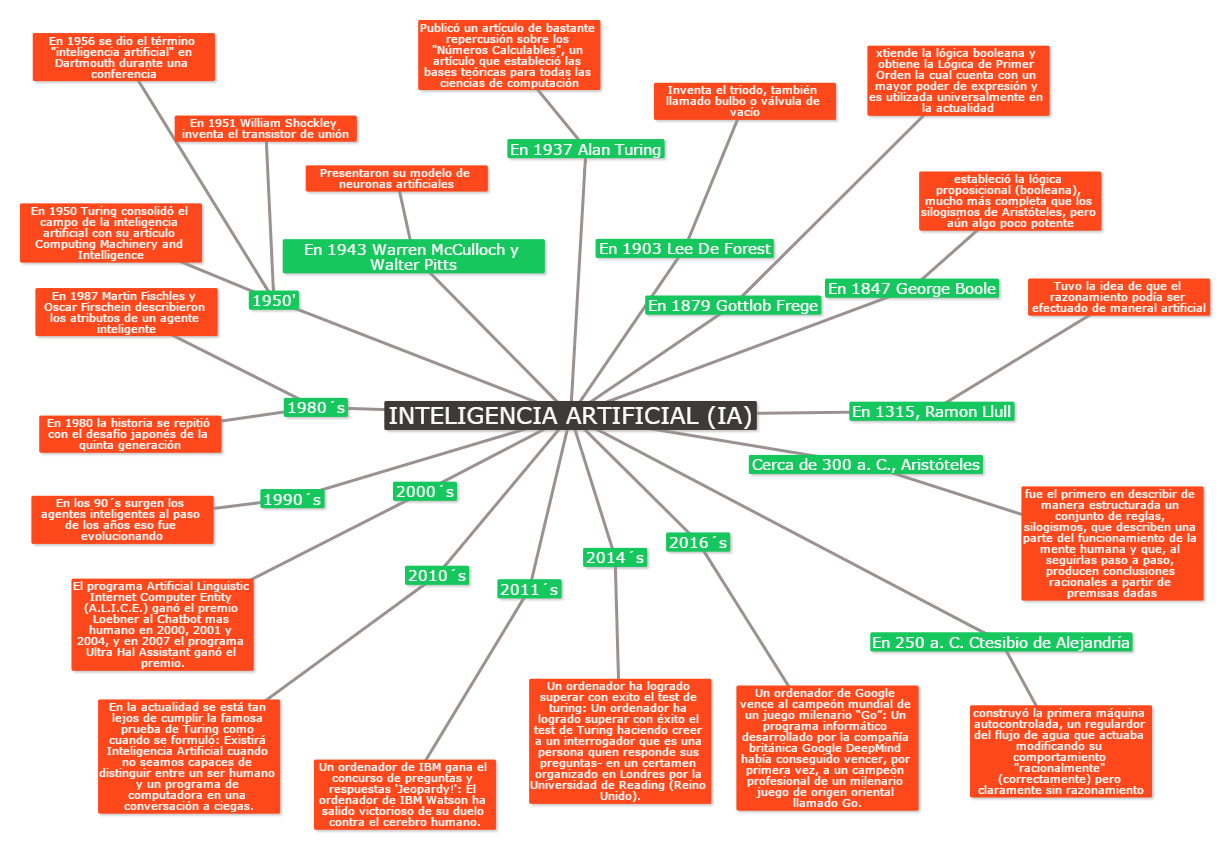 INTELIGENCIA ARTIFICIAL (IA)
En 1956 se dio el término
"inteligencia artificial" en
Dartmouth durante una
conferencia
En 1951 William Shockley
inventa el transistor de unión
En 1950 Turing consolidó el
campo de la inteligencia
artificial con su artículo
Computing Machinery and
Intelligence
1950'
Presentaron su modelo de
neuronas artificiales
En 1943 Warren McCulloch y
Walter Pitts
Publicó un artículo de bastante
repercusión sobre los
"Números Calculables", un
artículo que estableció las
bases teóricas para todas las
ciencias de computación
En 1937 Alan Turing
Inventa el triodo, también
llamado bulbo o válvula de
vacío
En 1903 Lee De Forest
xtiende la lógica booleana y
obtiene la Lógica de Primer
Orden la cual cuenta con un
mayor poder de expresión y
es utilizada universalmente en
la actualidad
En 1879 Gottlob Frege
estableció la lógica
proposicional (booleana),
mucho más completa que los
silogismos de Aristóteles, pero
aún algo poco potente
En 1847 George Boole
Tuvo la idea de que el
razonamiento podía ser
efectuado de maneral artificial
En 1315, Ramon Llull
Cerca de 300 a. C., Aristóteles
fue el primero en describir de
manera estructurada un
conjunto de reglas,
silogismos, que describen una
parte del funcionamiento de la
mente humana y que, al
seguirlas paso a paso,
producen conclusiones
racionales a partir de
premisas dadas
En 250 a. C. Ctesibio de Alejandría
construyó la primera máquina
autocontrolada, un regulardor
del flujo de agua que actuaba
modificando su
comportamiento
"racionalmente"
(correctamente) pero
claramente sin razonamiento
En 1987 Martin Fischles y
Oscar Firschein describieron
los atributos de un agente
inteligente
1980´s
En 1980 la historia se repitió
con el desafío japonés de la
quinta generación
1990´s
En los 90´s surgen los
agentes inteligentes al paso
de los años eso fue
evolucionando
2000´s
El programa Artificial Linguistic
Internet Computer Entity
(A.L.I.C.E.) ganó el premio
Loebner al Chatbot mas
humano en 2000, 2001 y
2004, y en 2007 el programa
Ultra Hal Assistant ganó el
premio.
2010´s
En la actualidad se está tan
lejos de cumplir la famosa
prueba de Turing como
cuando se formuló: Existirá
Inteligencia Artificial cuando
no seamos capaces de
distinguir entre un ser humano
y un programa de
computadora en una
conversación a ciegas.
2011´s
Un ordenador de IBM gana el
concurso de preguntas y
respuestas 'Jeopardy!': El
ordenador de IBM Watson ha
salido victorioso de su duelo
contra el cerebro humano.
2014´s
Un ordenador ha logrado
superar con exito el test de
turing: Un ordenador ha
logrado superar con éxito el
test de Turing haciendo creer
a un interrogador que es una
persona quien responde sus
preguntas- en un certamen
organizado en Londres por la
Universidad de Reading (Reino
Unido).
2016´s
Un ordenador de Google
vence al campeón mundial de
un juego milenario “Go”: Un
programa informático
desarrollado por la compañía
británica Google DeepMind
había conseguido vencer, por
primera vez, a un campeón
profesional de un milenario
juego de origen oriental
llamado Go.